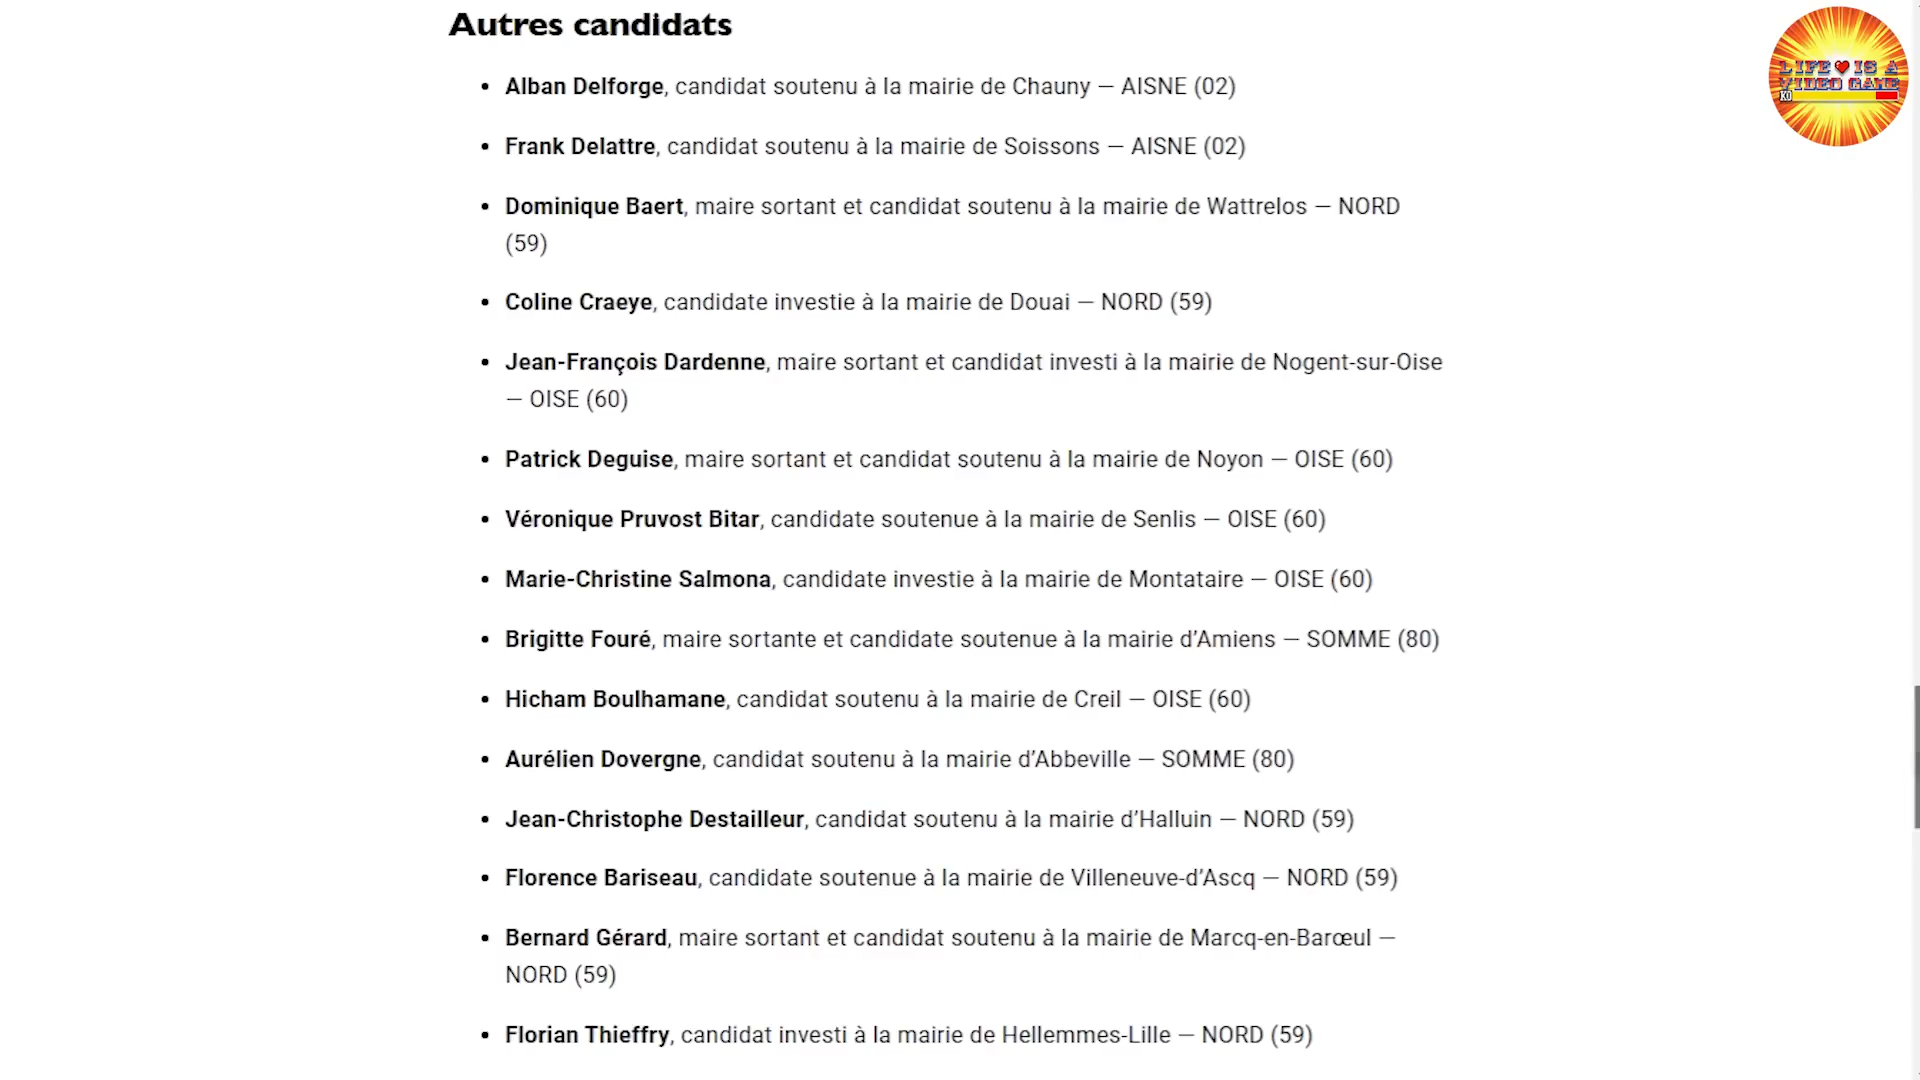 Autres candidats
LIFE IS A
VIDEO GAME
KO
• Alban Delforge, candidat soutenu à la mairie de Chauny — AISNE (02)
• Frank Delattre, candidat soutenu à la mairie de Soissons — AISNE (02)
• Dominique Baert, maire sortant et candidat soutenu à la mairie de Wattrelos — NORD
(59)
• Coline Craeye, candidate investie à la mairie de Douai — NORD (59)
• Jean-François Dardenne, maire sortant et candidat investi à la mairie de Nogent-sur-Oise
— OISE (60)
• Patrick Deguise, maire sortant et candidat soutenu à la mairie de Noyon — OISE (60)
• Véronique Pruvost Bitar, candidate soutenue à la mairie de Senlis — OISE (60)
• Marie-Christine Salmona, candidate investie à la mairie de Montataire — OISE (60)
• Brigitte Fouré, maire sortante et candidate soutenue à la mairie d’Amiens — SOMME (80)
• Hicham Boulhamane, candidat soutenu à la mairie de Creil — OISE (60)
• Aurélien Dovergne, candidat soutenu à la mairie d’Abbeville — SOMME (80)
• Jean-Christophe Destailleur, candidat soutenu à la mairie d’Halluin — NORD (59)
• Florence Bariseau, candidate soutenue à la mairie de Villeneuve-d’Ascq — NORD (59)
• Bernard Gérard, maire sortant et candidat soutenu à la mairie de Marcq-en-Barœul —
NORD (59)
• Florian Thieffry, candidat investi à la mairie de Hellemmes-Lille — NORD (59)